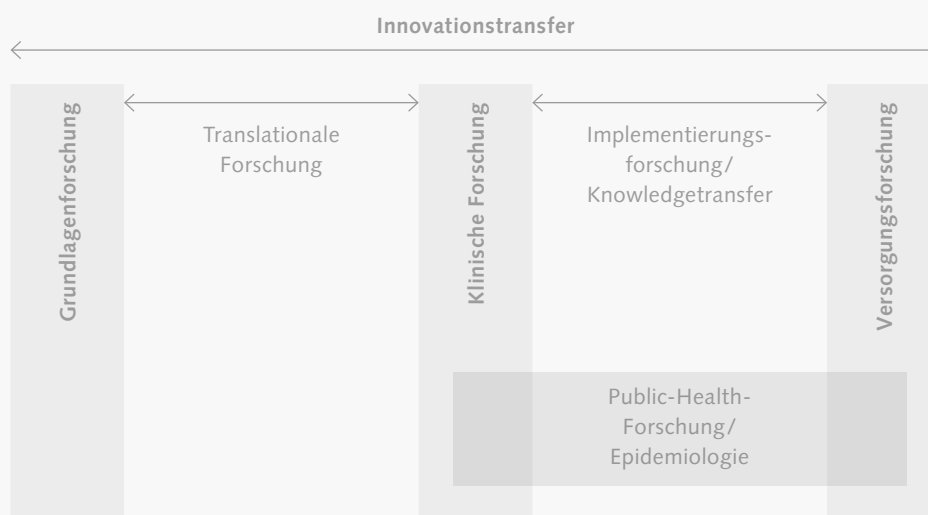 Innovationstransfer
Grundlagenforschung
Translationale
Forschung
Klinische Forschung
Implementierungs-
forschung/
Knowledgetransfer
Versorgungsforschung
Public-Health-
Forschung/
Epidemiologie